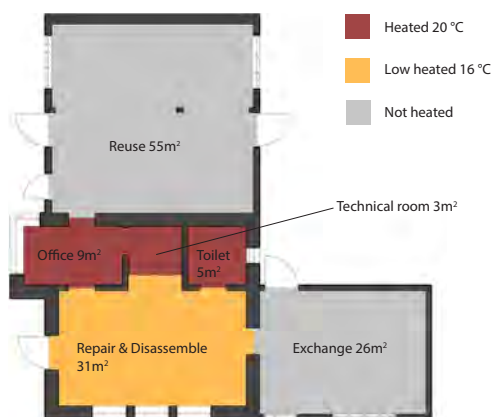 Heated 20 °C
Low heated 16 °C
Not heated
Reuse 55m²
Technical room 3m²
Office 9m²
Toilet
5m²
Repair & Disassemble
31m²
Exchange 26m²